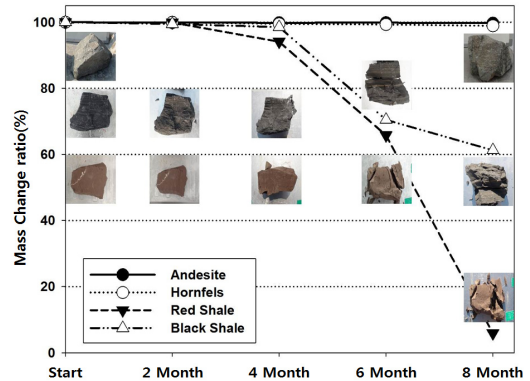 Mass Change ratio(%)
100
80
60
40
20
0
Andesite
Hornfels
Red Shale
Black Shale
Start
2 Month
4 Month
6 Month
8 Month